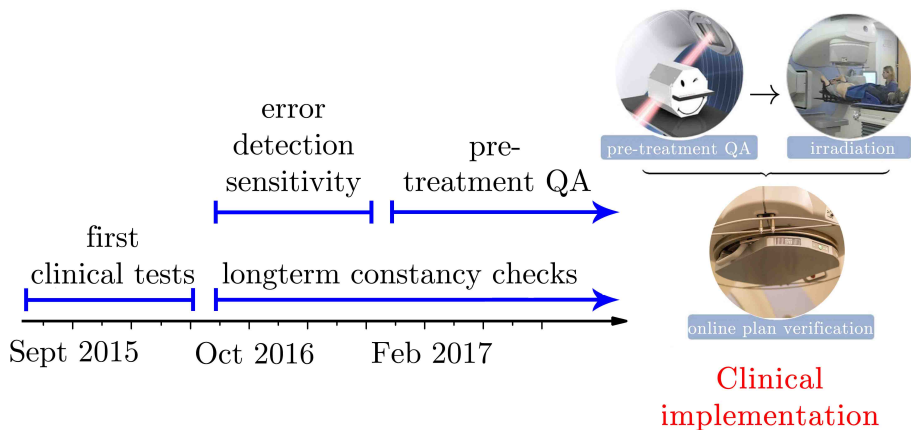 error
detection
sensitivity
pre-
treatment QA
first
clinical tests
longterm constancy checks
Sept 2015
Oct 2016
Feb 2017
pre-treatment QA
irradiation
online plan verification
Clinical
implementation